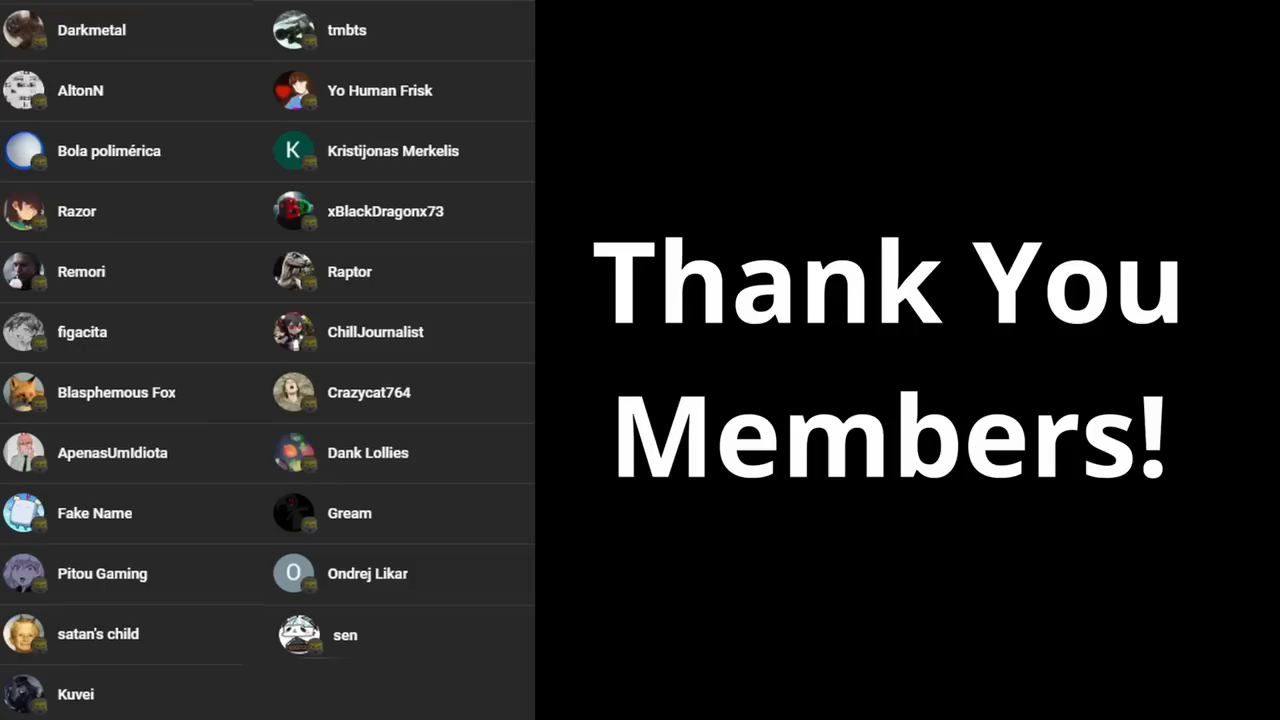 Darkmetal
AltonN
Bola polimérica
Razor
Remori
figacita
Blasphemous Fox
ApenasUmIdiota
Fake Name
Pitou Gaming
satan's child
Kuvei
tmbts
Yo Human Frisk
K
Kristijonas Merkelis
xBlackDragonx73
Raptor
ChillJournalist
Crazycat764
Dank Lollies
Gream
O
Ondrej Likar
sen
Thank You
Members!